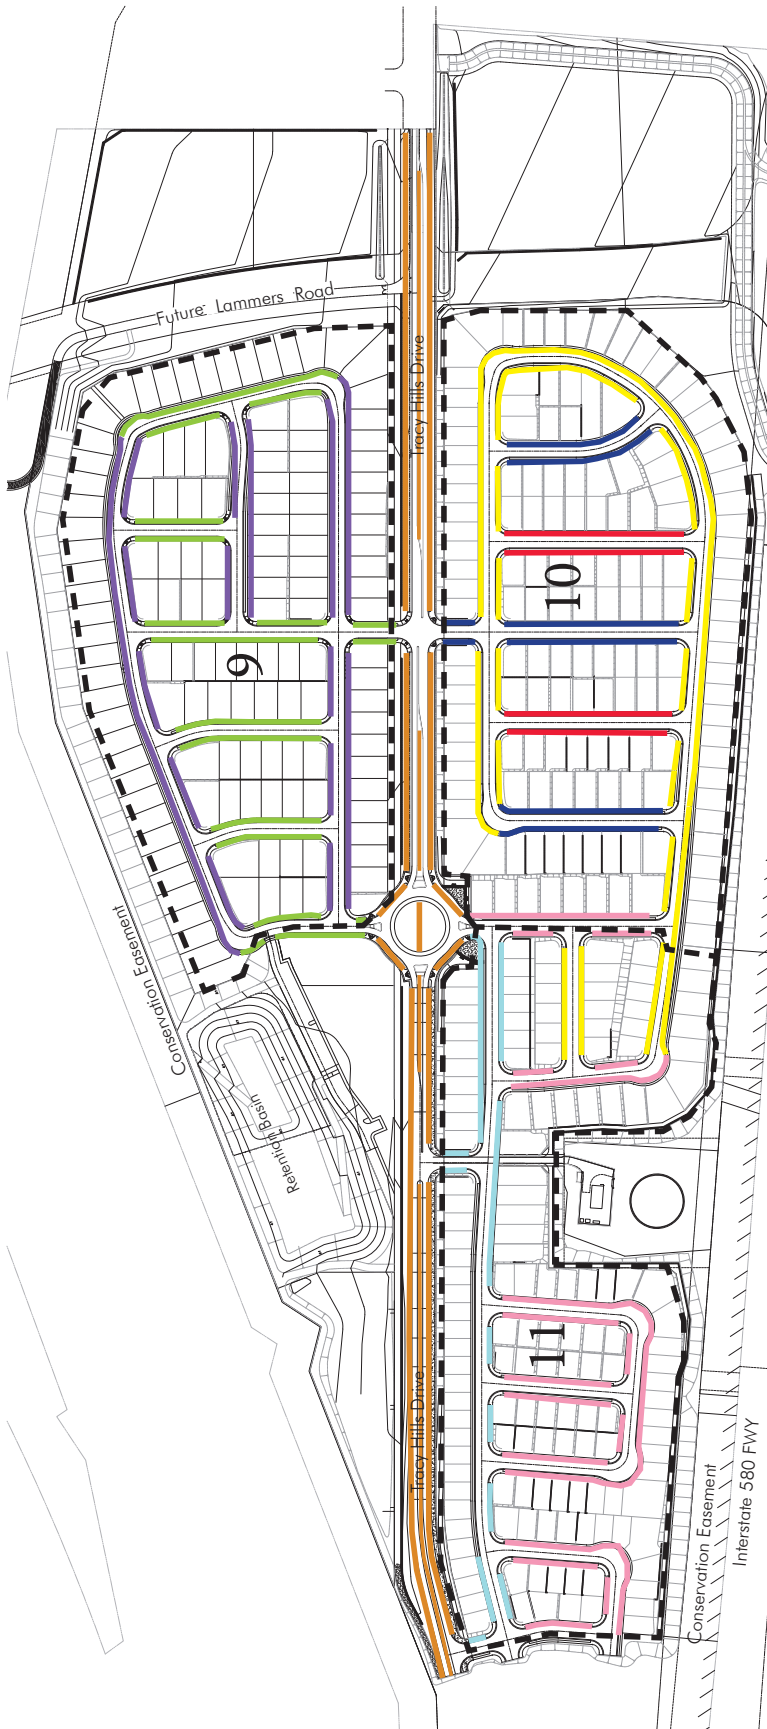 Future Lammers Road
Tracy Hills Drive
10
9
Conservation Easement
Retention Basin
11
Tracy Hills Drive
Conservation Easement
Interstate 580 FWY